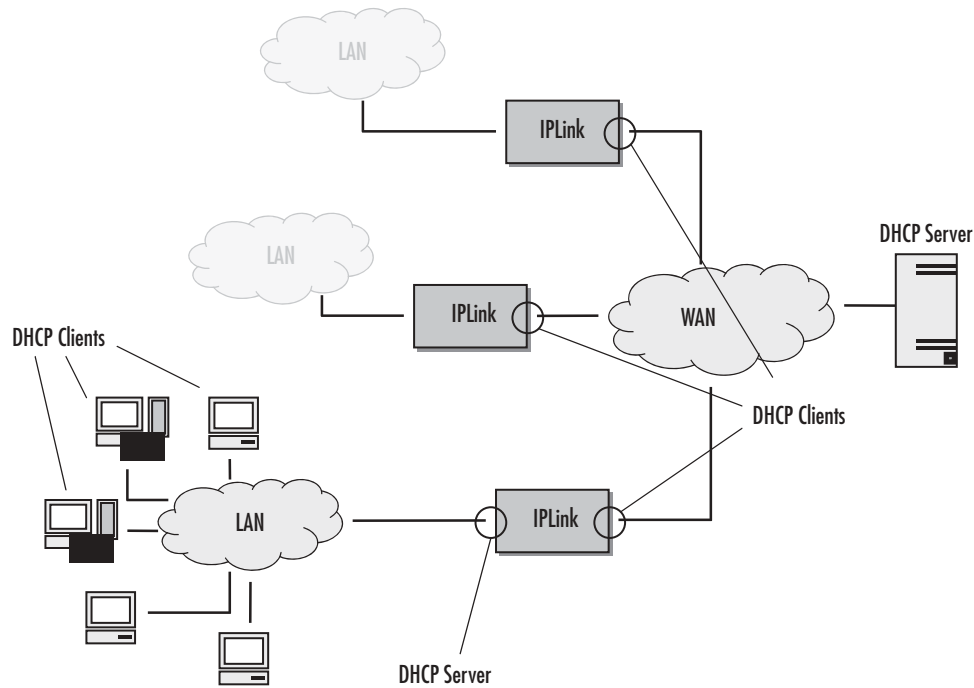 LAN
IPLink
DHCP Server
LAN
IPLink
WAN
DHCP Clients
DHCP Clients
LAN
IPLink
DHCP Server